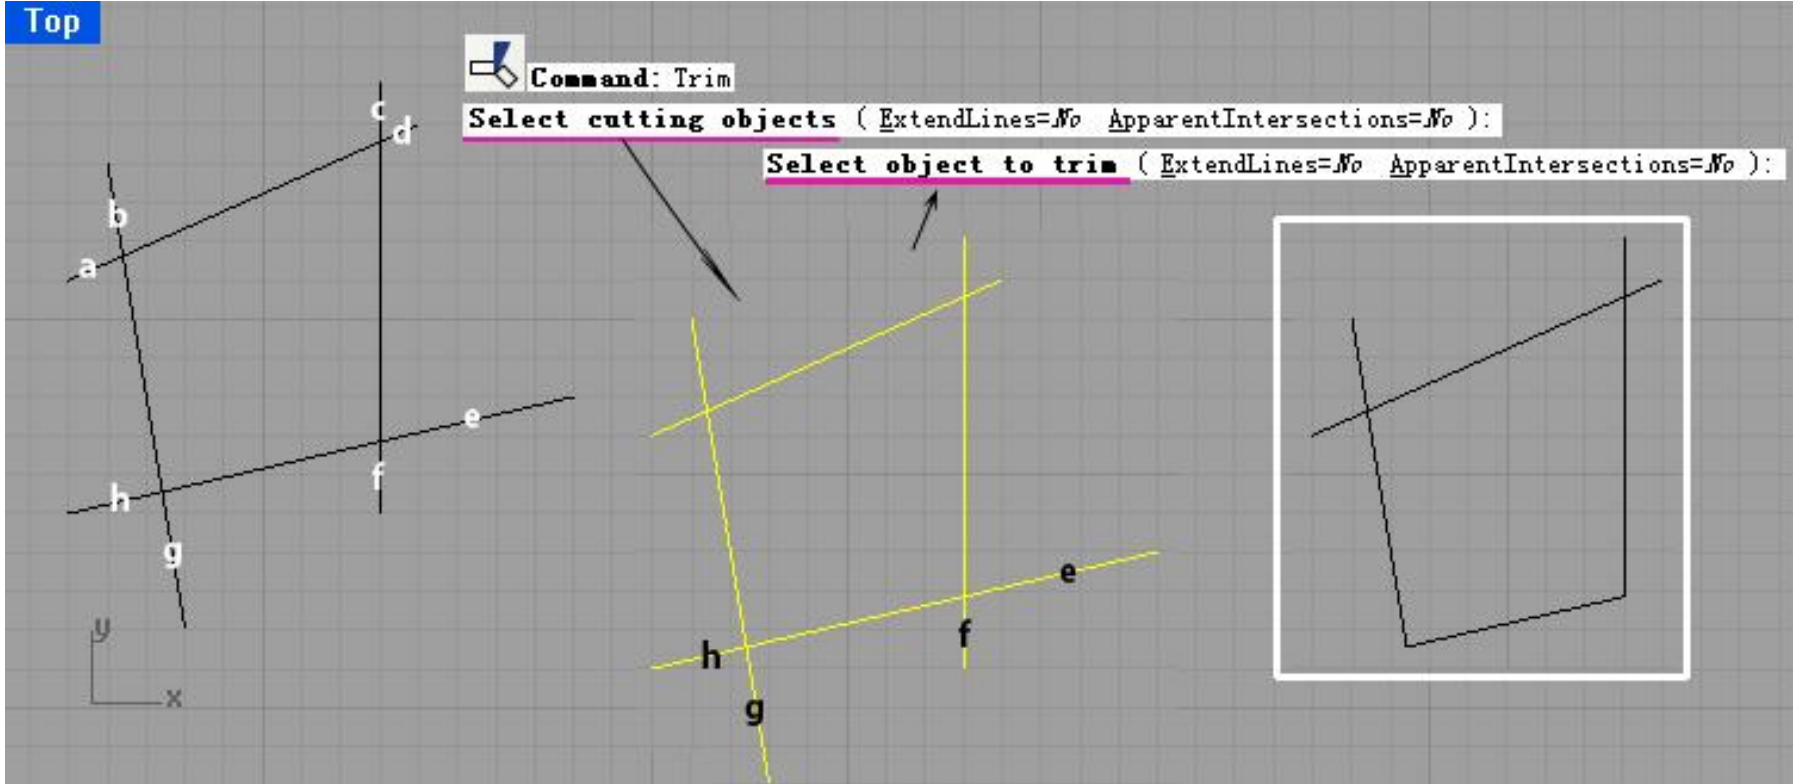 Top
Command: Trim
Select cutting objects ( ExtendLines=No ApparentIntersections=No ):
Select object to trim ( ExtendLines=No ApparentIntersections=No ):
c
d
b
a
e
f
h
g
e
f
h
g
y
x